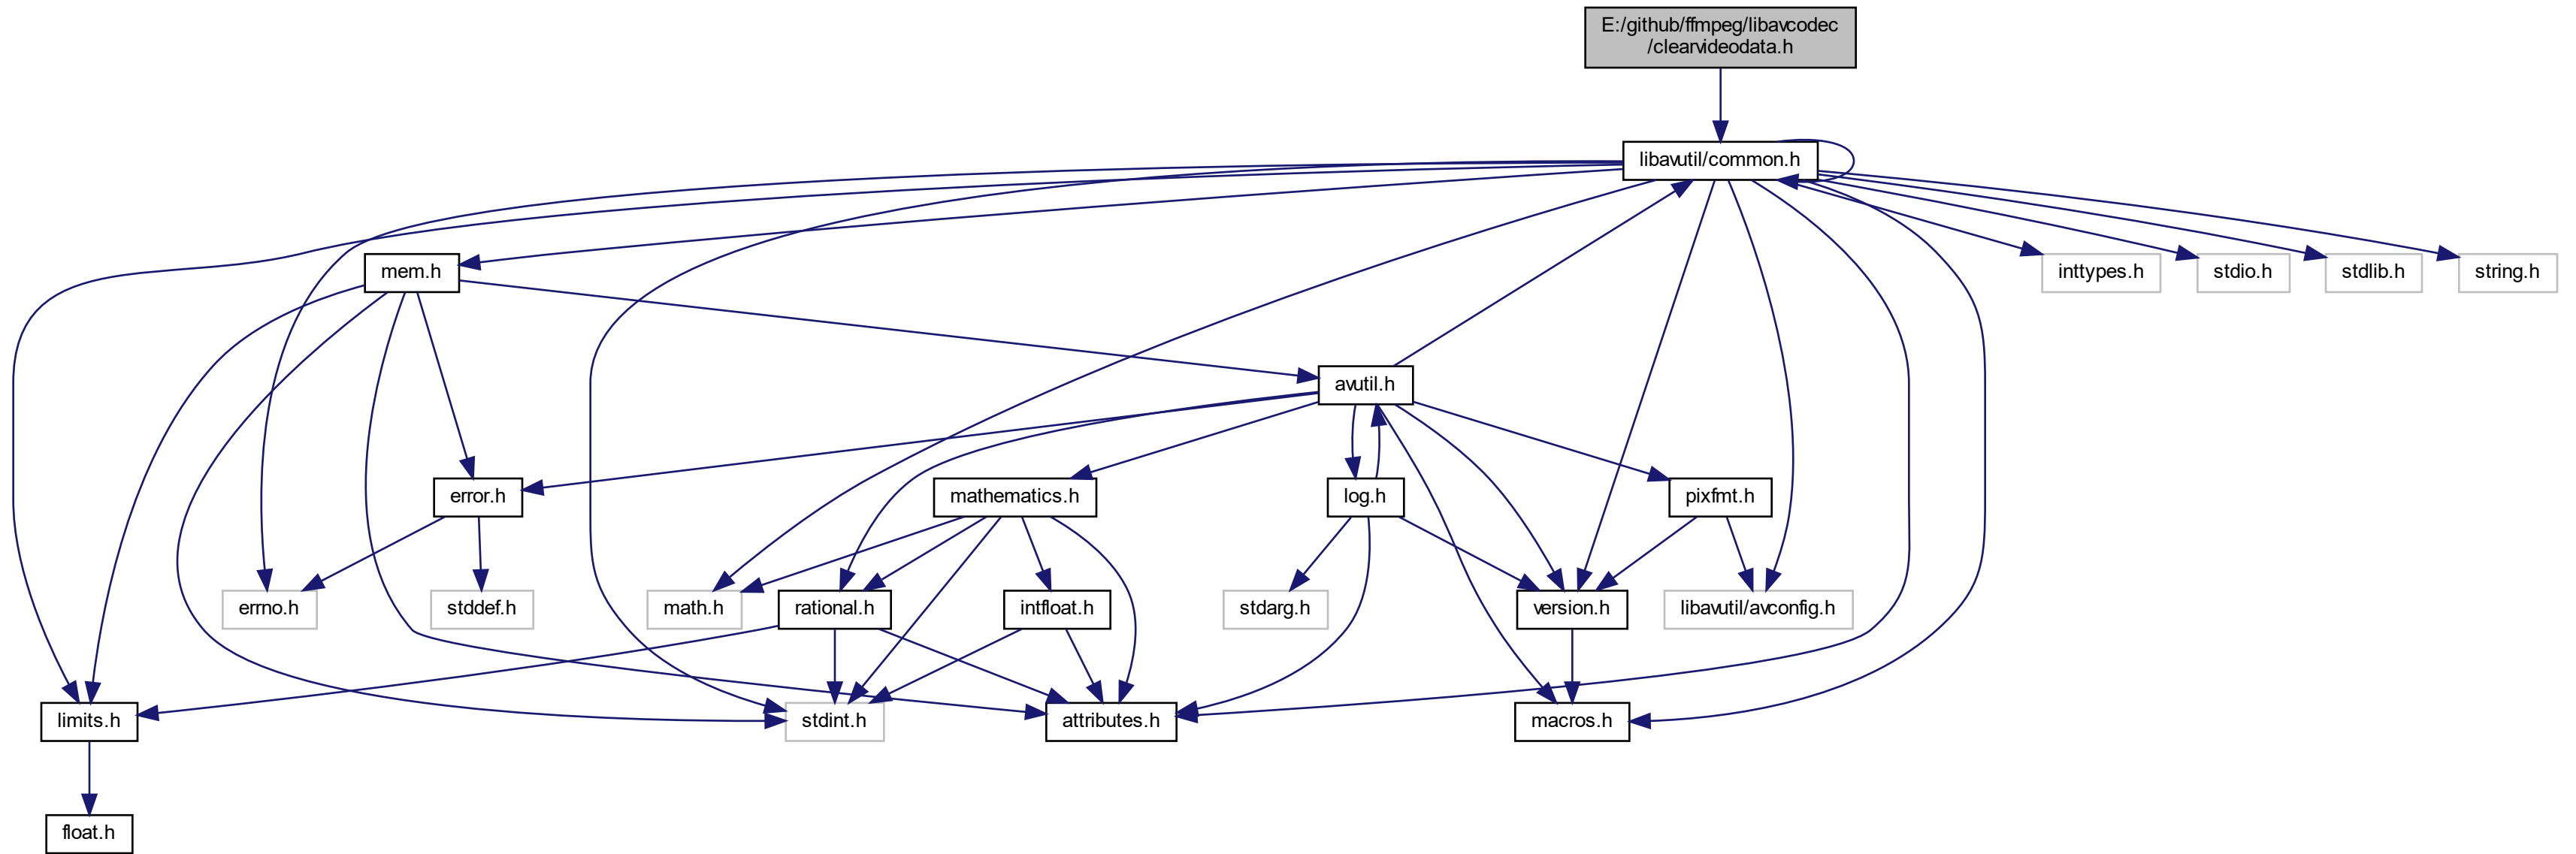 E:/github/ffmpeg/libavcodec
/clearvideodata.h
libavutil/common.h
mem.h
inttypes.h
stdio.h
stdlib.h
string.h
avutil.h
error.h
mathematics.h
log.h
pixfmt.h
errno.h
stddef.h
math.h
rational.h
intfloat.h
stdarg.h
version.h
libavutil/avconfig.h
limits.h
stdint.h
attributes.h
macros.h
float.h